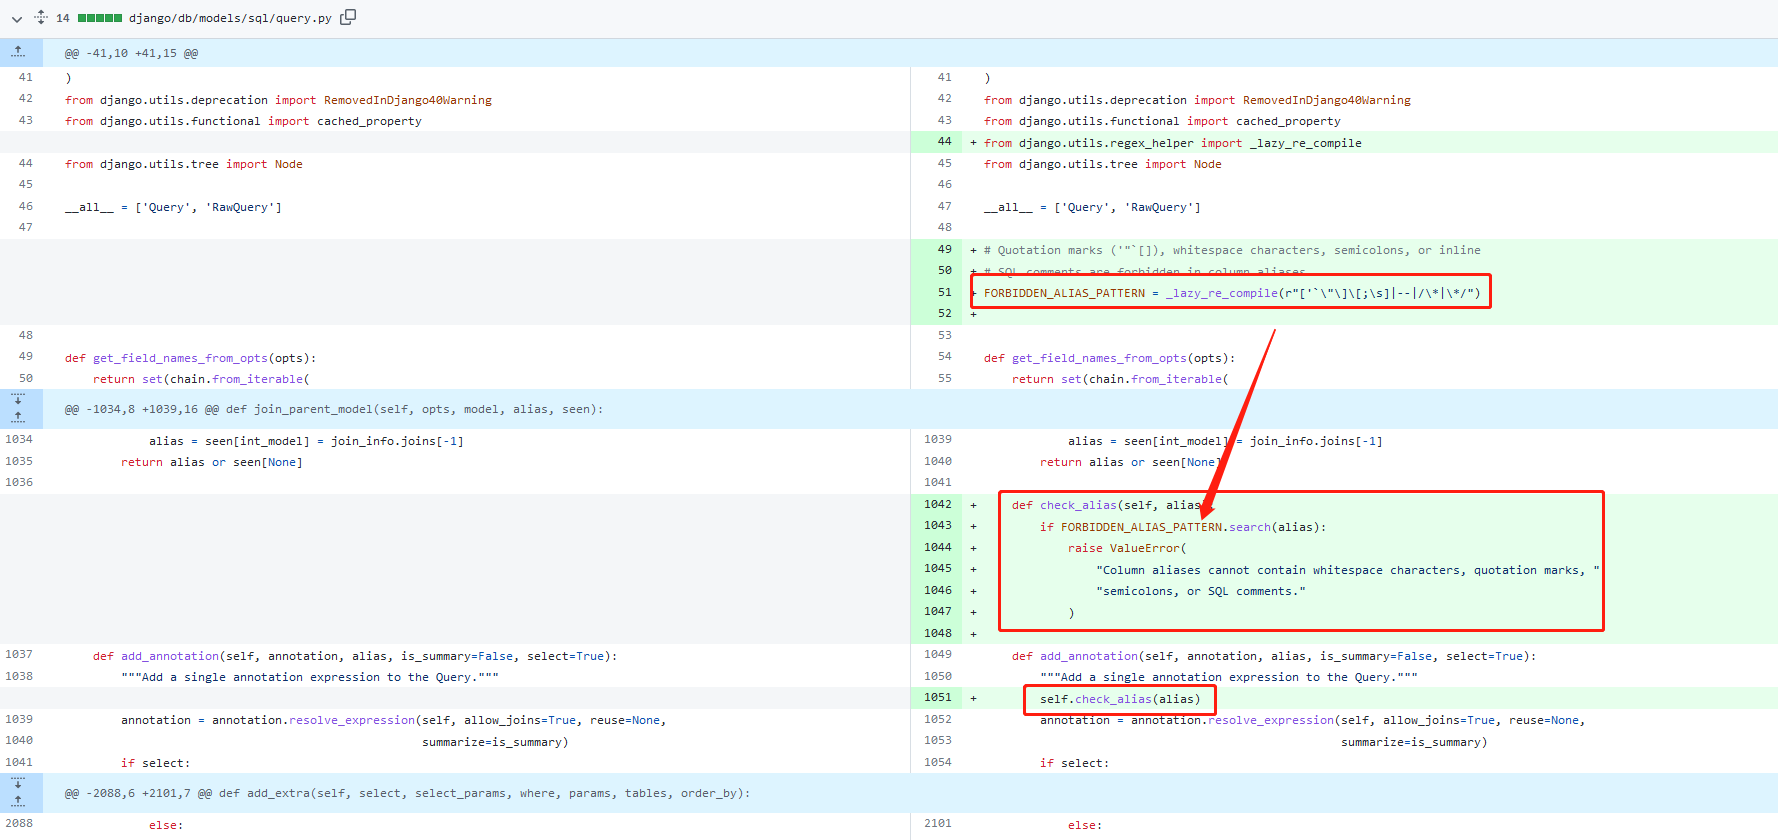 14 django/db/models/sql/query.py
@@ -41,10 +41,15 @@
41 )
42 from django.utils.deprecation import RemovedInDjango40Warning
43 from django.utils.functional import cached_property
44 from django.utils.tree import Node
45
46 __all__ = ['Query', 'RawQuery']
47
48
49 def get_field_names_from_opts(opts):
50 return set(chain.from_iterable(
41 )
42 from django.utils.deprecation import RemovedInDjango40Warning
43 from django.utils.functional import cached_property
44 + from django.utils.regex_helper import _lazy_re_compile
45 from django.utils.tree import Node
46
47 __all__ = ['Query', 'RawQuery']
48
49 + # Quotation marks ('"`[]), whitespace characters, semicolons, or inline
50 + # SQL comments are forbidden in column aliases.
51 + FORBIDDEN_ALIAS_PATTERN = _lazy_re_compile(r"['`\"\]\[;\s]|--|/\*|\*/")
52 +
53
54 def get_field_names_from_opts(opts):
55 return set(chain.from_iterable(
@@ -1034,8 +1039,16 @@ def join_parent_model(self, opts, model, alias, seen):
1034 alias = seen[int_model] = join_info.joins[-1]
1035 return alias or seen[None]
1036
1037 def add_annotation(self, annotation, alias, is_summary=False, select=True):
1038 """Add a single annotation expression to the Query."""
1039 annotation = annotation.resolve_expression(self, allow_joins=True, reuse=None,
1040 summarize=is_summary)
1041 if select:
1039 alias = seen[int_model] = join_info.joins[-1]
1040 return alias or seen[None]
1041
1042 + def check_alias(self, alias
1043 + if FORBIDDEN_ALIAS_PATTERN.search(alias):
1044 + raise ValueError(
1045 + "Column aliases cannot contain whitespace characters, quotation marks, "
1046 + "semicolons, or SQL comments."
1047 + )
1048 +
1049 def add_annotation(self, annotation, alias, is_summary=False, select=True):
1050 """Add a single annotation expression to the Query."""
1051 + self.check_alias(alias)
1052 annotation = annotation.resolve_expression(self, allow_joins=True, reuse=None,
1053 summarize=is_summary)
1054 if select:
@@ -2088,6 +2101,7 @@ def add_extra(self, select, select_params, where, params, tables, order_by):
2088 else:
2101 else: